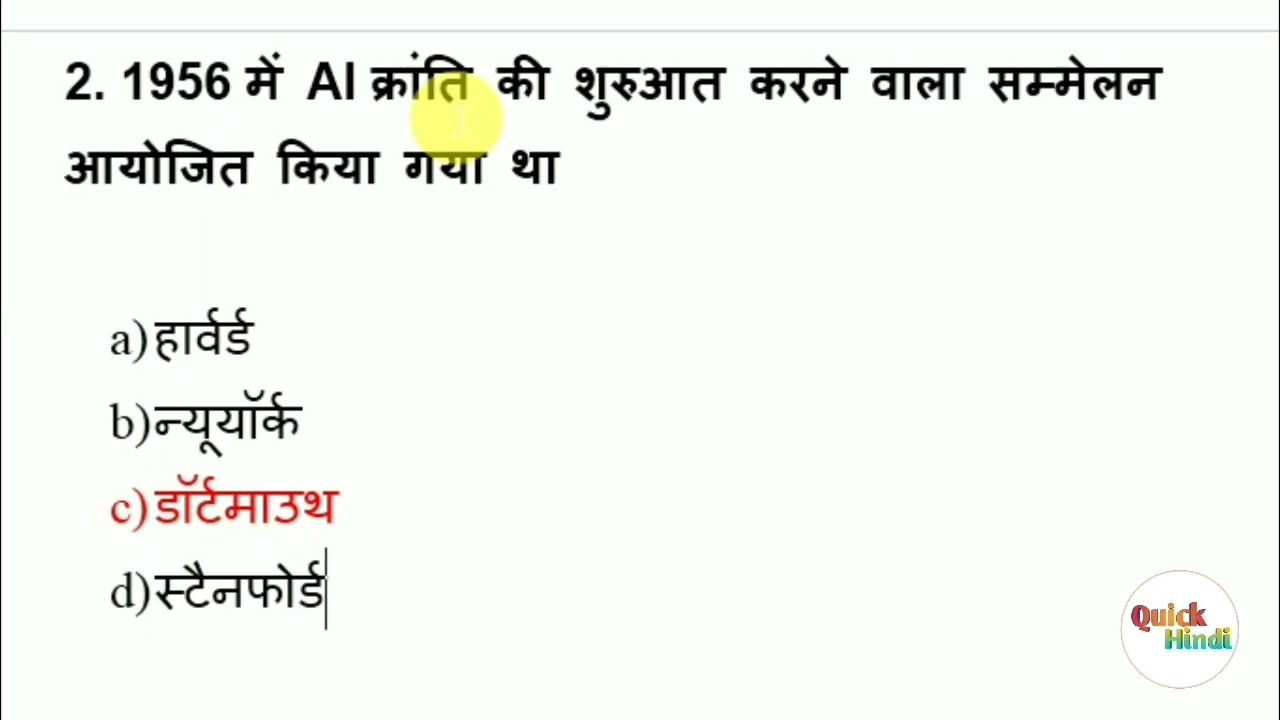 2. 1956 में AI क्रांति की शुरुआत करने वाला सम्मेलन
आयोजित किया गया था
a)हार्वर्ड
b)न्यूयॉर्क
c)डॉर्टमाउथ
d)स्टैनफोर्ड
Quick
Hindi